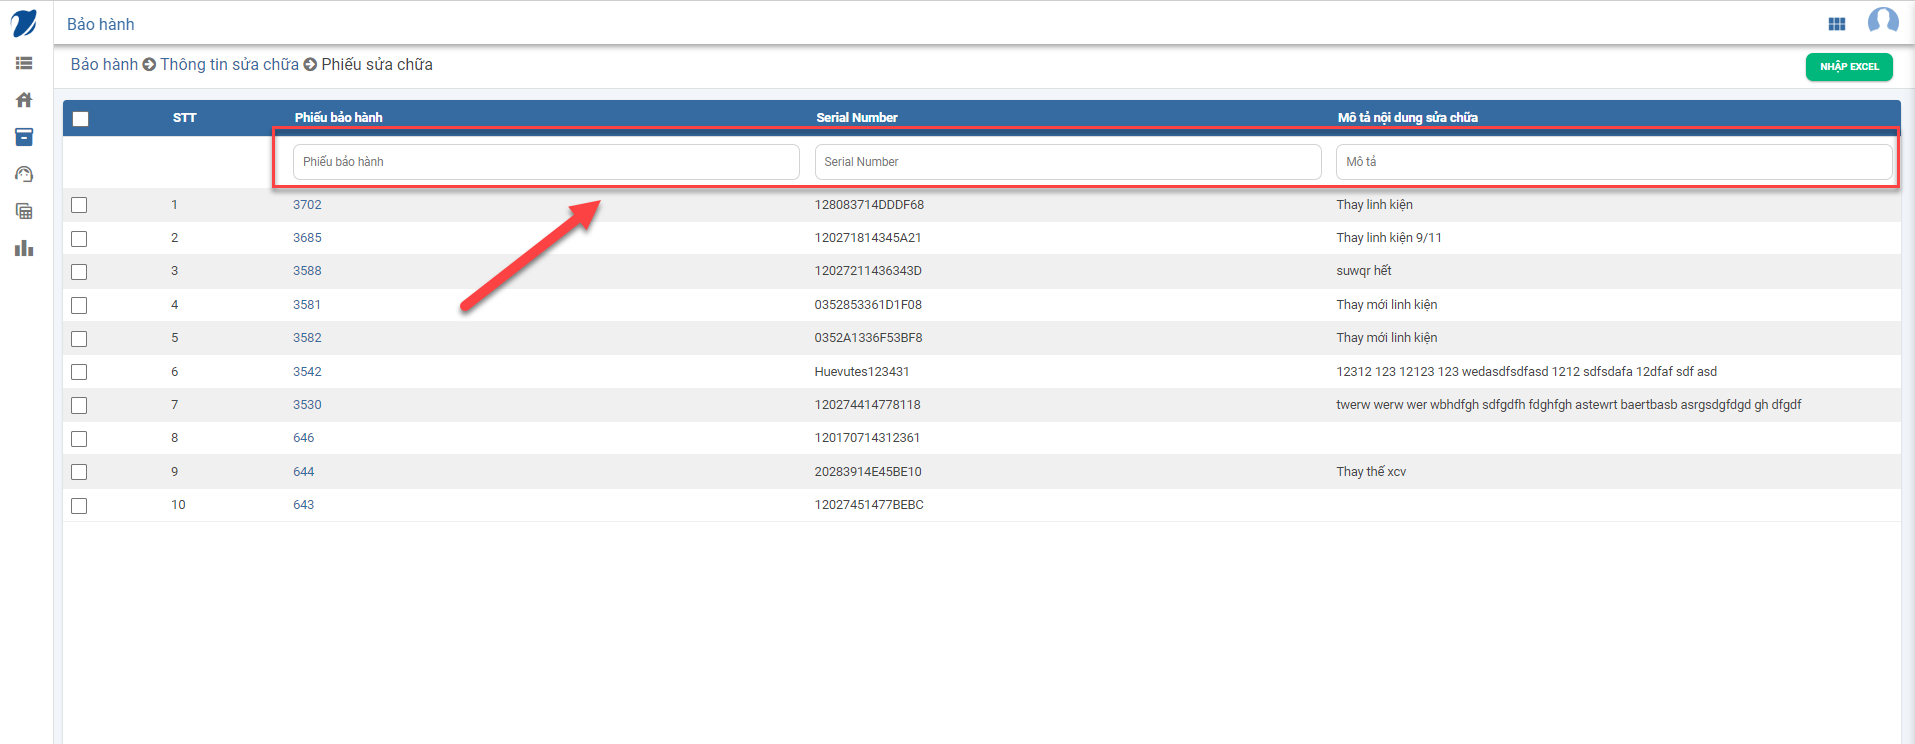 Bảo hành
Bảo hành Thông tin sửa chữa Phiếu sửa chữa
NHẬP EXCEL
STT Phiếu bảo hành Serial Number Mô tả nội dung sửa chữa
Phiếu bảo hành Serial Number Mô tả
1 3702 128083714DDDF68 Thay linh kiện
2 3685 120271814345A21 Thay linh kiện 9/11
3 3588 12027211436343D suwqr hết
4 3581 0352853361D1F08 Thay mới linh kiện
5 3582 0352A1336F53BF8 Thay mới linh kiện
6 3542 Huevutes123431 12312 123 12123 123 wedasdfsdfasd 1212 sdfsdafa 12dfaf sdf asd
7 3530 120274414778118 twerw werw wer wbhdfgh sdfgdfh fdghfgh astewrt baertbasb asrgsdgfdgd gh dfgdf
8 646 120170714312361
9 644 20283914E45BE10 Thay thế xcv
10 643 12027451477BEBC